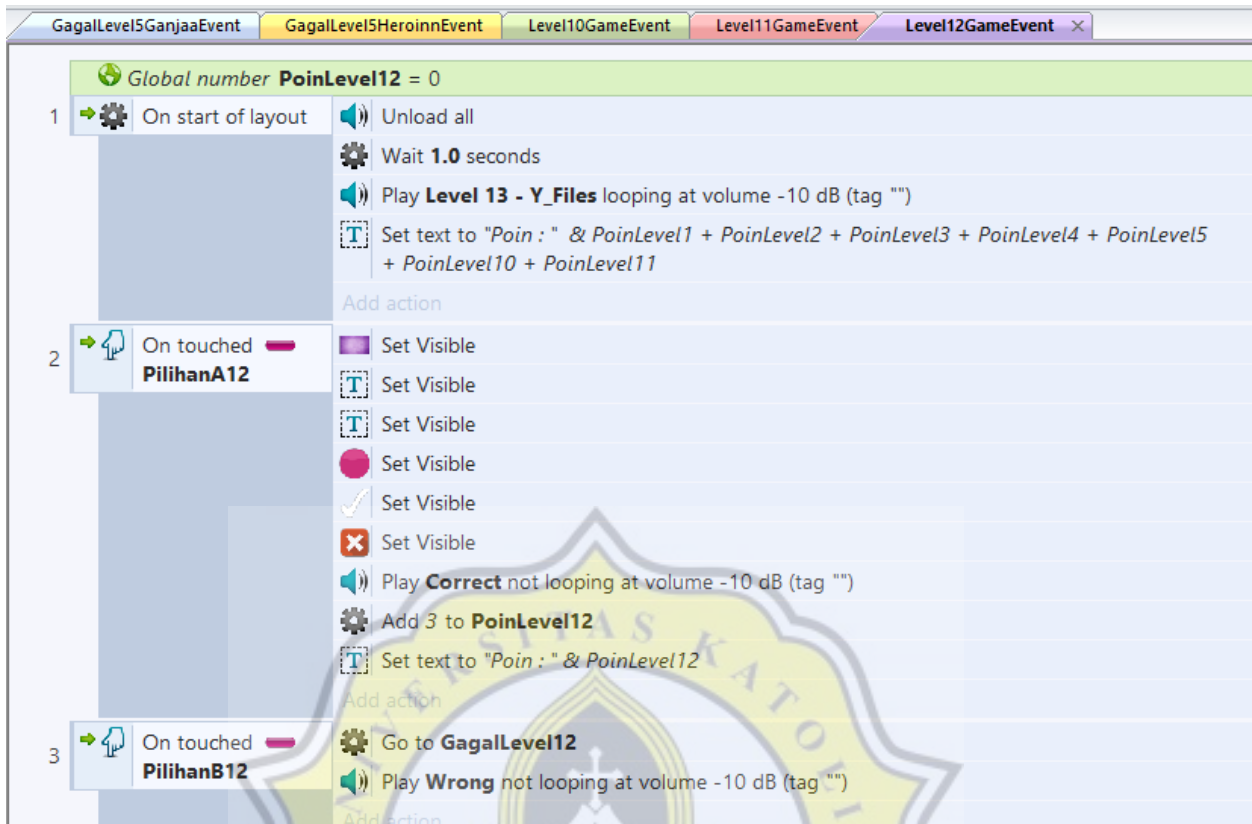 GagalLevel5GanjaaEvent GagalLevel5HeroinnEvent Level10GameEvent Level11GameEvent Level12GameEvent
Global number PoinLevel12 = 0
1 On start of layout Unload all
Wait 1.0 seconds
Play Level 13 - Y_Files looping at volume -10 dB (tag "")
T Set text to "Poin : " & PoinLevel1 + PoinLevel2 + PoinLevel3 + PoinLevel4 + PoinLevel5
+ PoinLevel10 + PoinLevel11
Add action
2 On touched PilihanA12 Set Visible
T Set Visible
T Set Visible
Set Visible
Set Visible
Set Visible
Play Correct not looping at volume -10 dB (tag "")
Add 3 to PoinLevel12
T Set text to "Poin : " & PoinLevel12
Add action
3 On touched PilihanB12 Go to GagalLevel12
Play Wrong not looping at volume -10 dB (tag "")
Add action